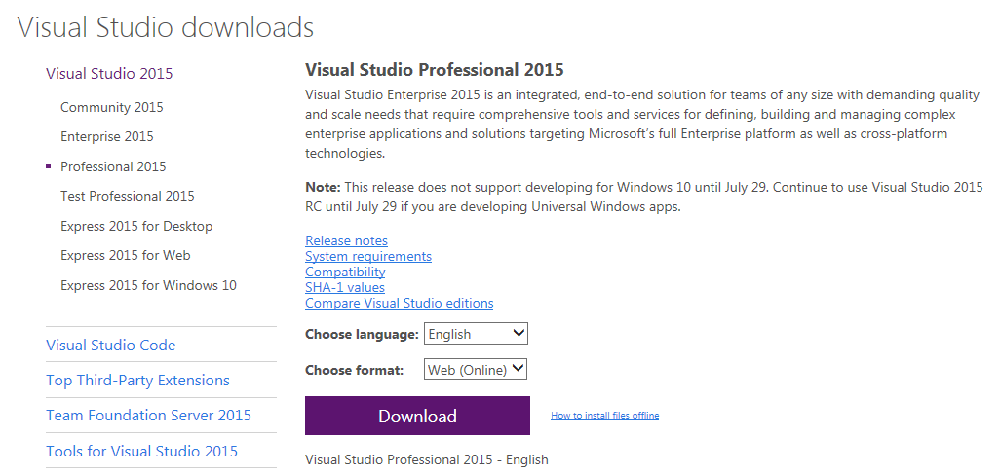 Visual Studio downloads
Visual Studio 2015
Community 2015
Enterprise 2015
Professional 2015
Test Professional 2015
Express 2015 for Desktop
Express 2015 for Web
Express 2015 for Windows 10
Visual Studio Code
Top Third-Party Extensions
Team Foundation Server 2015
Tools for Visual Studio 2015
Visual Studio Professional 2015
Visual Studio Enterprise 2015 is an integrated, end-to-end solution for teams of any size with demanding quality
and scale needs that require comprehensive tools and services for defining, building and managing complex
enterprise applications and solutions targeting Microsoft’s full Enterprise platform as well as cross-platform
technologies.
Note: This release does not support developing for Windows 10 until July 29. Continue to use Visual Studio 2015
RC until July 29 if you are developing Universal Windows apps.
Release notes
System requirements
Compatibility
SHA-1 values
Compare Visual Studio editions
Choose language: English
Choose format: Web (Online)
Download
How to install files offline
Visual Studio Professional 2015 - English